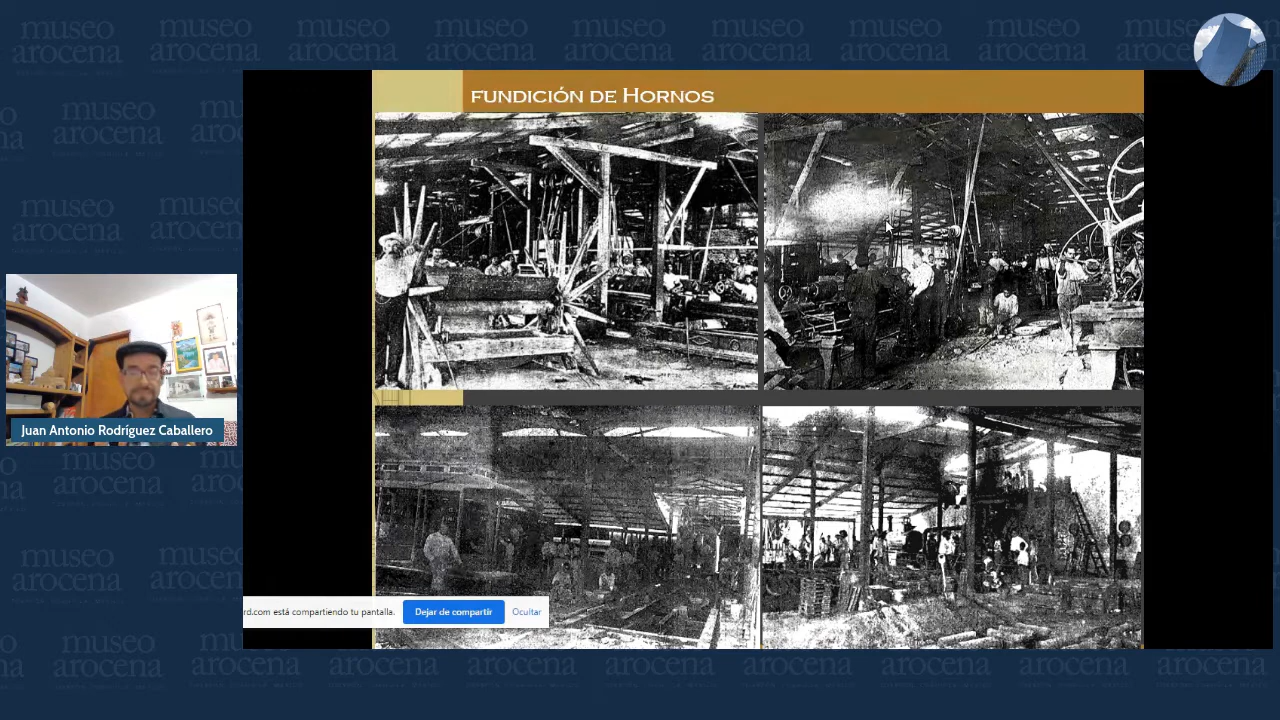 museo
arocena
FUNDICIÓN DE HORNOS
Juan Antonio Rodríguez Caballero
rd.com está compartiendo tu pantalla.
Dejar de compartir
Ocultar